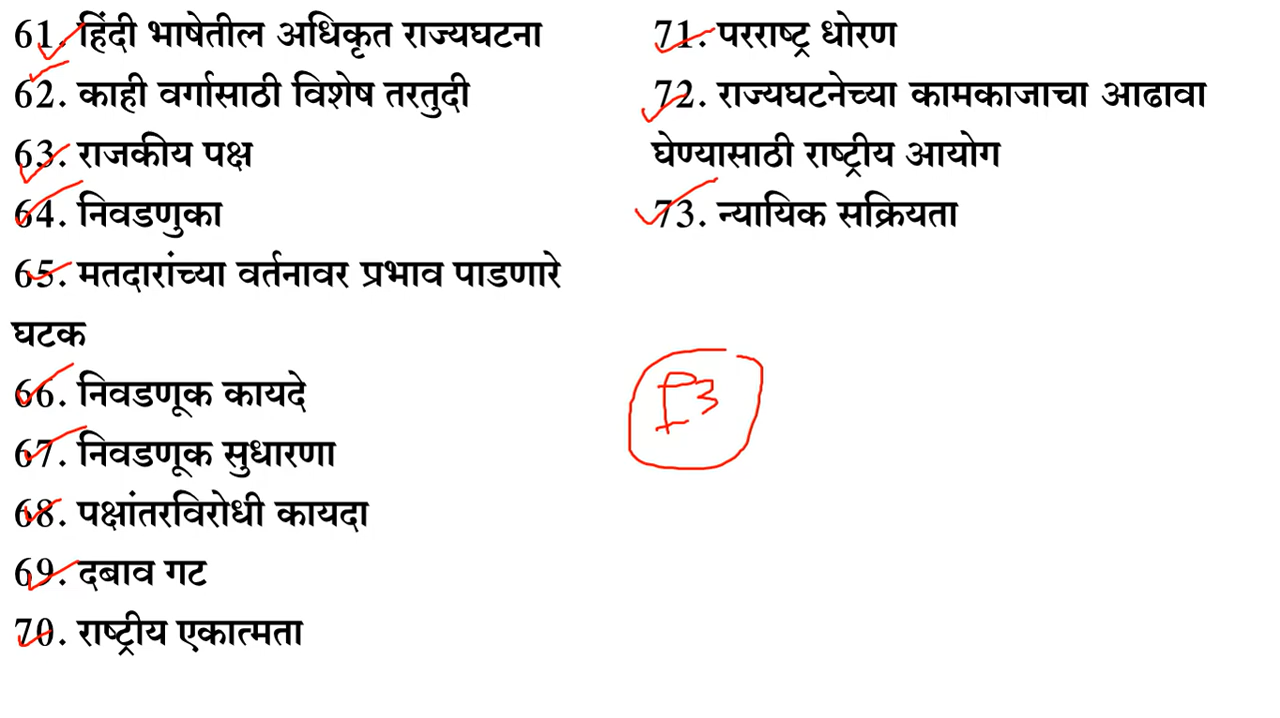 61. हिंदी भाषेतील अधिकृत राज्यघटना
62. काही वर्गासाठी विशेष तरतुदी
63. राजकीय पक्ष
64. निवडणुका
65. मतदारांच्या वर्तनावर प्रभाव पाडणारे
घटक
66. निवडणूक कायदे
67. निवडणूक सुधारणा
68. पक्षांतरविरोधी कायदा
69. दबाव गट
70. राष्ट्रीय एकात्मता
71. परराष्ट्र धोरण
72. राज्यघटनेच्या कामकाजाचा आढावा
घेण्यासाठी राष्ट्रीय आयोग
73. न्यायिक सक्रियता